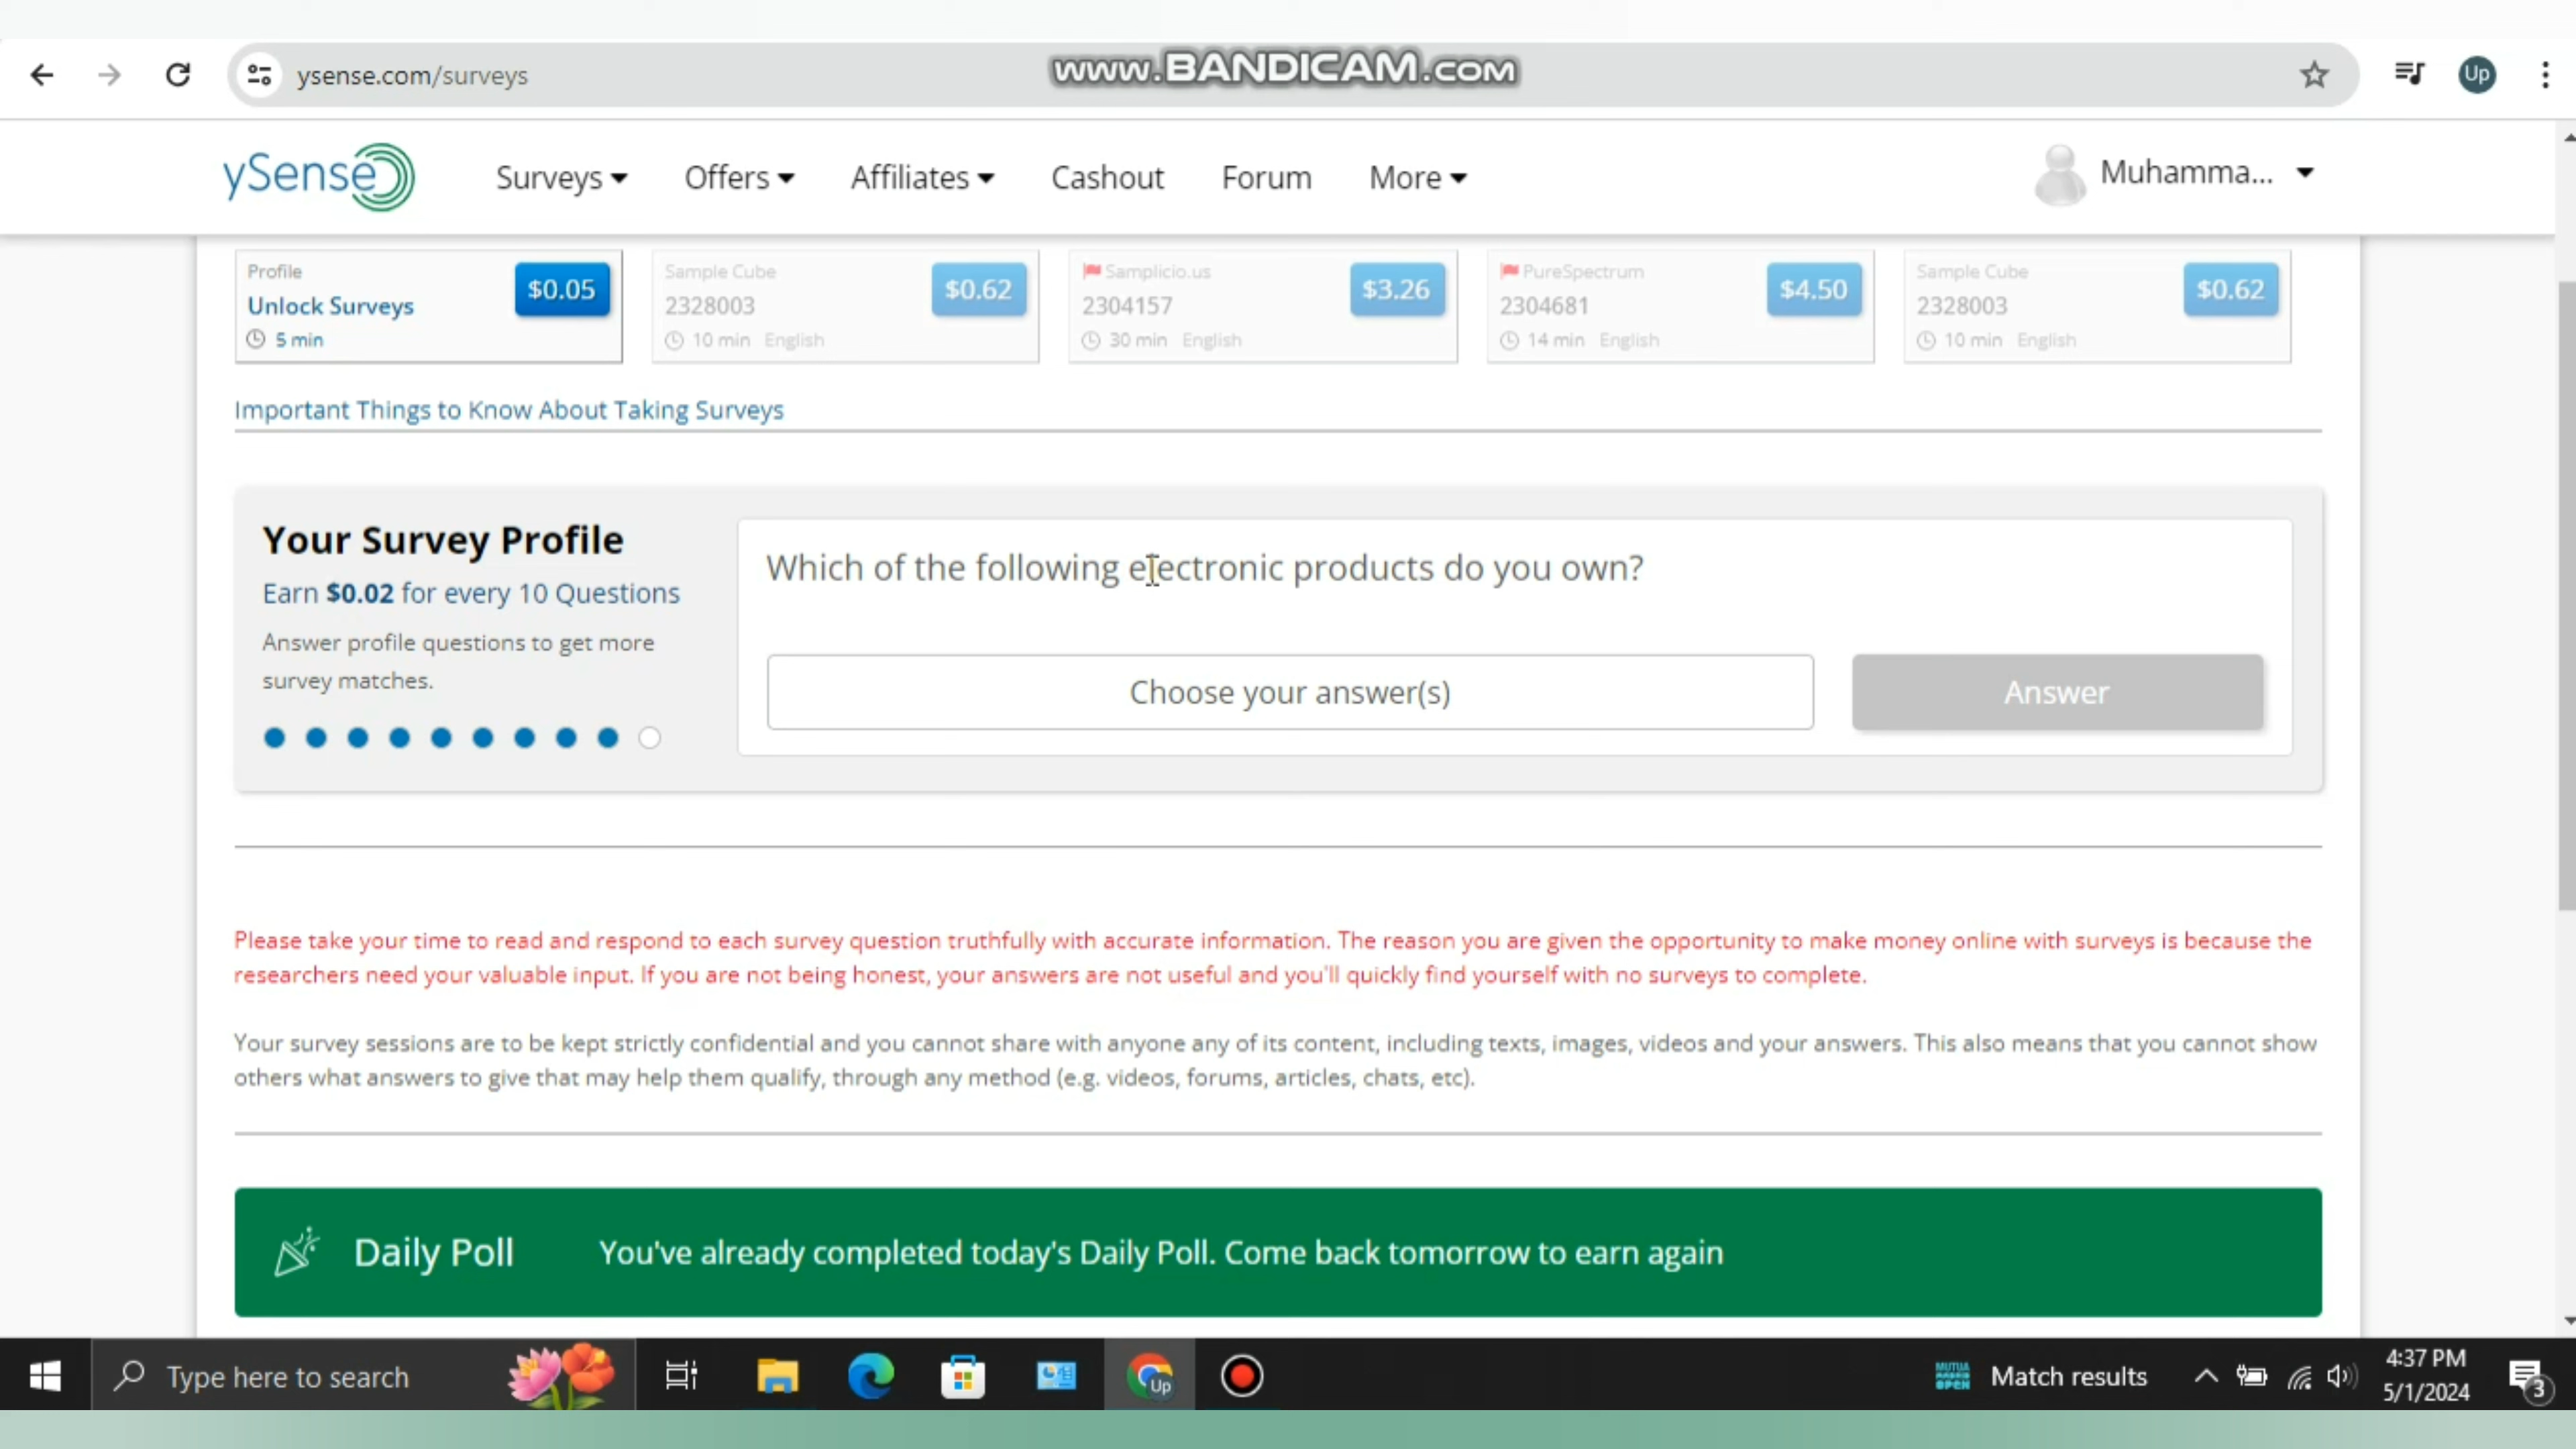 www.BANDICAM.com
ysense.com/surveys
Up
ySense
Surveys
Offers
Affiliates
Cashout
Forum
More
Muhamma...
Profile
Unlock Surveys
5 min
$0.05
Sample Cube
2328003
10 min English
$0.62
Samplicio.us
2304157
30 min English
$3.26
PureSpectrum
2304681
14 min English
$4.50
Sample Cube
2328003
10 min English
$0.62
Important Things to Know About Taking Surveys
Your Survey Profile
Earn $0.02 for every 10 Questions
Answer profile questions to get more
survey matches.
Which of the following electronic products do you own?
Choose your answer(s)
Answer
Please take your time to read and respond to each survey question truthfully with accurate information. The reason you are given the opportunity to make money online with surveys is because the
researchers need your valuable input. If you are not being honest, your answers are not useful and you'll quickly find yourself with no surveys to complete.
Your survey sessions are to be kept strictly confidential and you cannot share with anyone any of its content, including texts, images, videos and your answers. This also means that you cannot show
others what answers to give that may help them qualify, through any method (e.g. videos, forums, articles, chats, etc).
Daily Poll
You've already completed today's Daily Poll. Come back tomorrow to earn again
Type here to search
Up
MUTUA
MADRID
OPEN
Match results
4:37 PM
5/1/2024
3